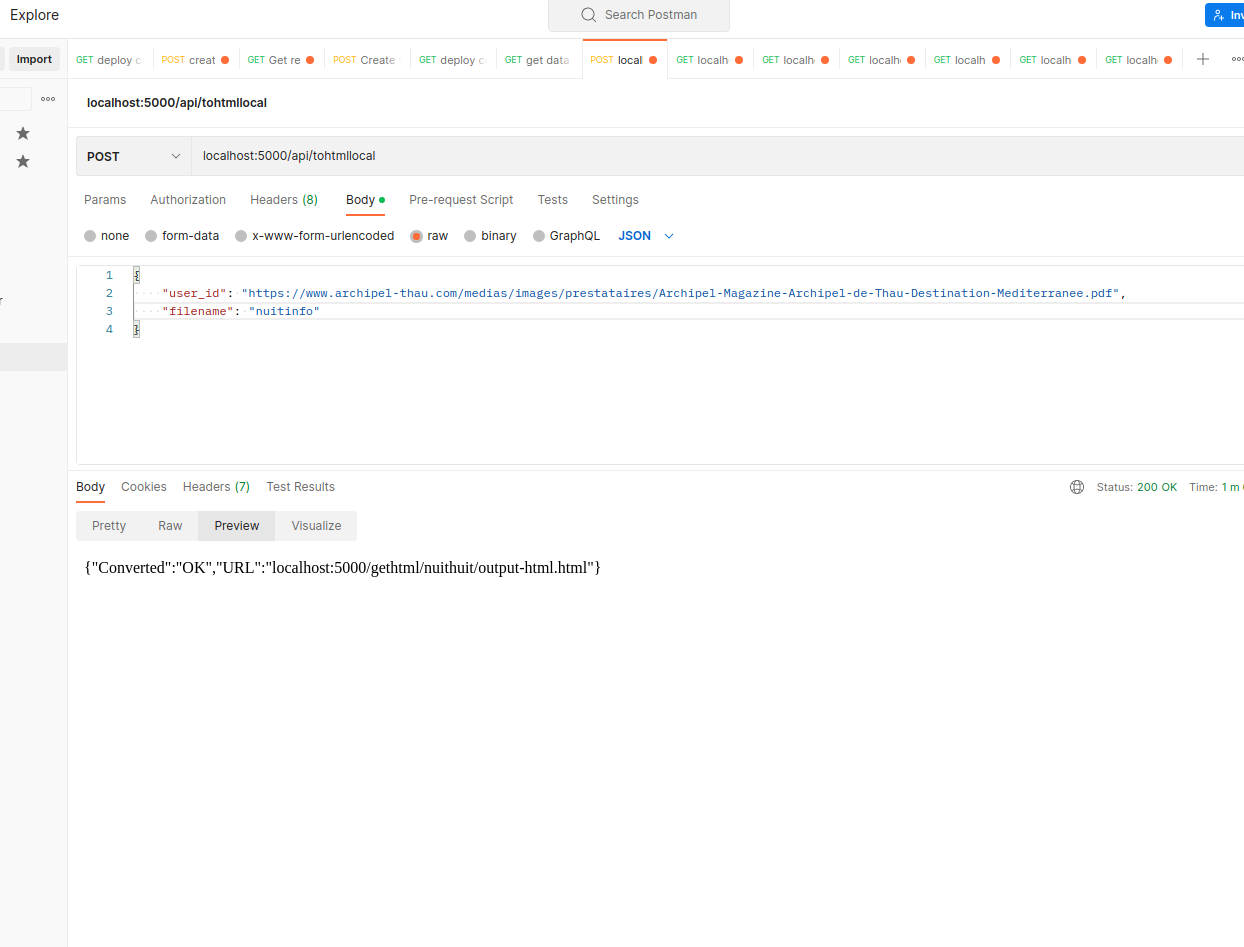 Explore
Search Postman
Inv
Import
GET deploy c
POST creat
GET Get re
POST Create
GET deploy c
GET get data
POST local
GET localh
GET localh
GET localh
GET localh
GET localh
GET localh
localhost:5000/api/tohtmllocal
POST
localhost:5000/api/tohtmllocal
Params Authorization Headers (8) Body Pre-request Script Tests Settings
none form-data x-www-form-urlencoded raw binary GraphQL JSON
1 {
2 "user_id": "https://www.archipel-thau.com/medias/images/prestataires/Archipel-Magazine-Archipel-de-Thau-Destination-Mediterranee.pdf",
3 "filename": "nuitinfo"
4 }
Body Cookies Headers (7) Test Results
Status: 200 OK Time: 1 m
Pretty Raw Preview Visualize
{"Converted":"OK","URL":"localhost:5000/gethtml/nuithuit/output-html.html"}